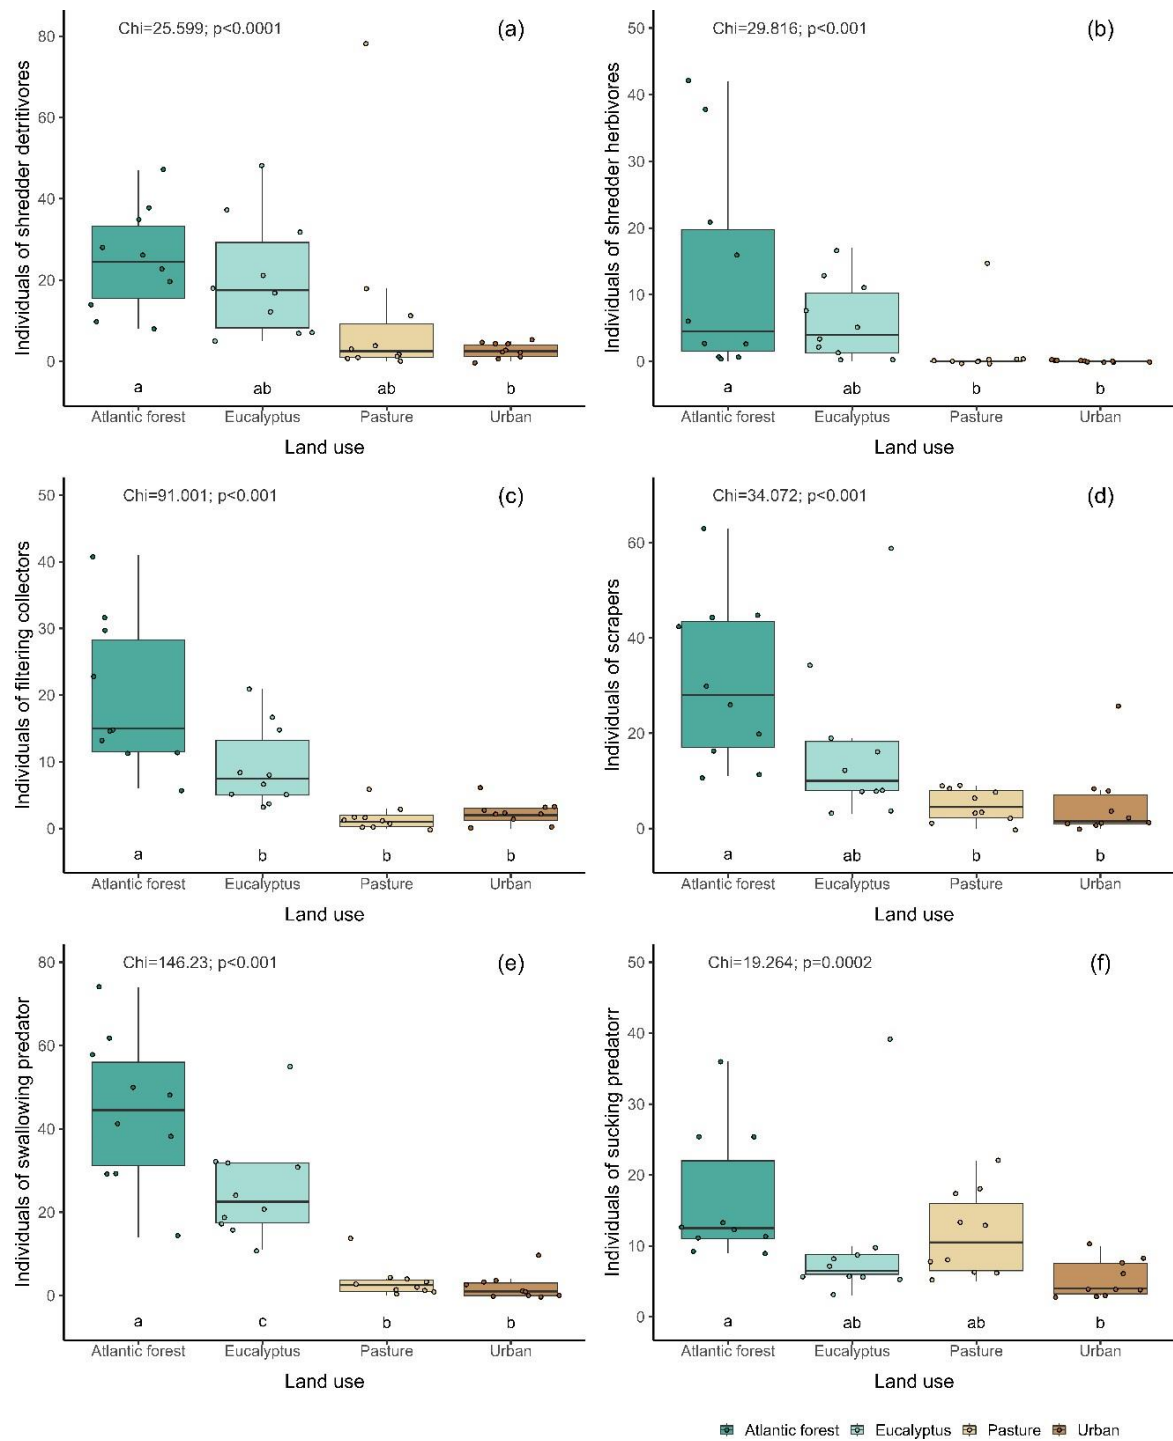 Chi=25.599; p<0.0001
(a)
Individuals of shredder detritivores
80
60
40
20
0
a
ab
ab
b
Atlantic forest
Eucalyptus
Pasture
Urban
Land use
Chi=29.816; p<0.001
(b)
Individuals of shredder herbivores
50
40
30
20
10
0
a
ab
b
b
Atlantic forest
Eucalyptus
Pasture
Urban
Land use
Chi=91.001; p<0.001
(c)
Individuals of filtering collectors
50
40
30
20
10
0
a
b
b
b
Atlantic forest
Eucalyptus
Pasture
Urban
Land use
Chi=34.072; p<0.001
(d)
Individuals of scrapers
60
40
20
0
a
ab
b
b
Atlantic forest
Eucalyptus
Pasture
Urban
Land use
Chi=146.23; p<0.001
(e)
Individuals of swallowing predator
80
60
40
20
0
a
c
b
b
Atlantic forest
Eucalyptus
Pasture
Urban
Land use
Chi=19.264; p=0.0002
(f)
Individuals of sucking predatorr
50
40
30
20
10
0
a
ab
ab
b
Atlantic forest
Eucalyptus
Pasture
Urban
Land use
Atlantic forest
Eucalyptus
Pasture
Urban